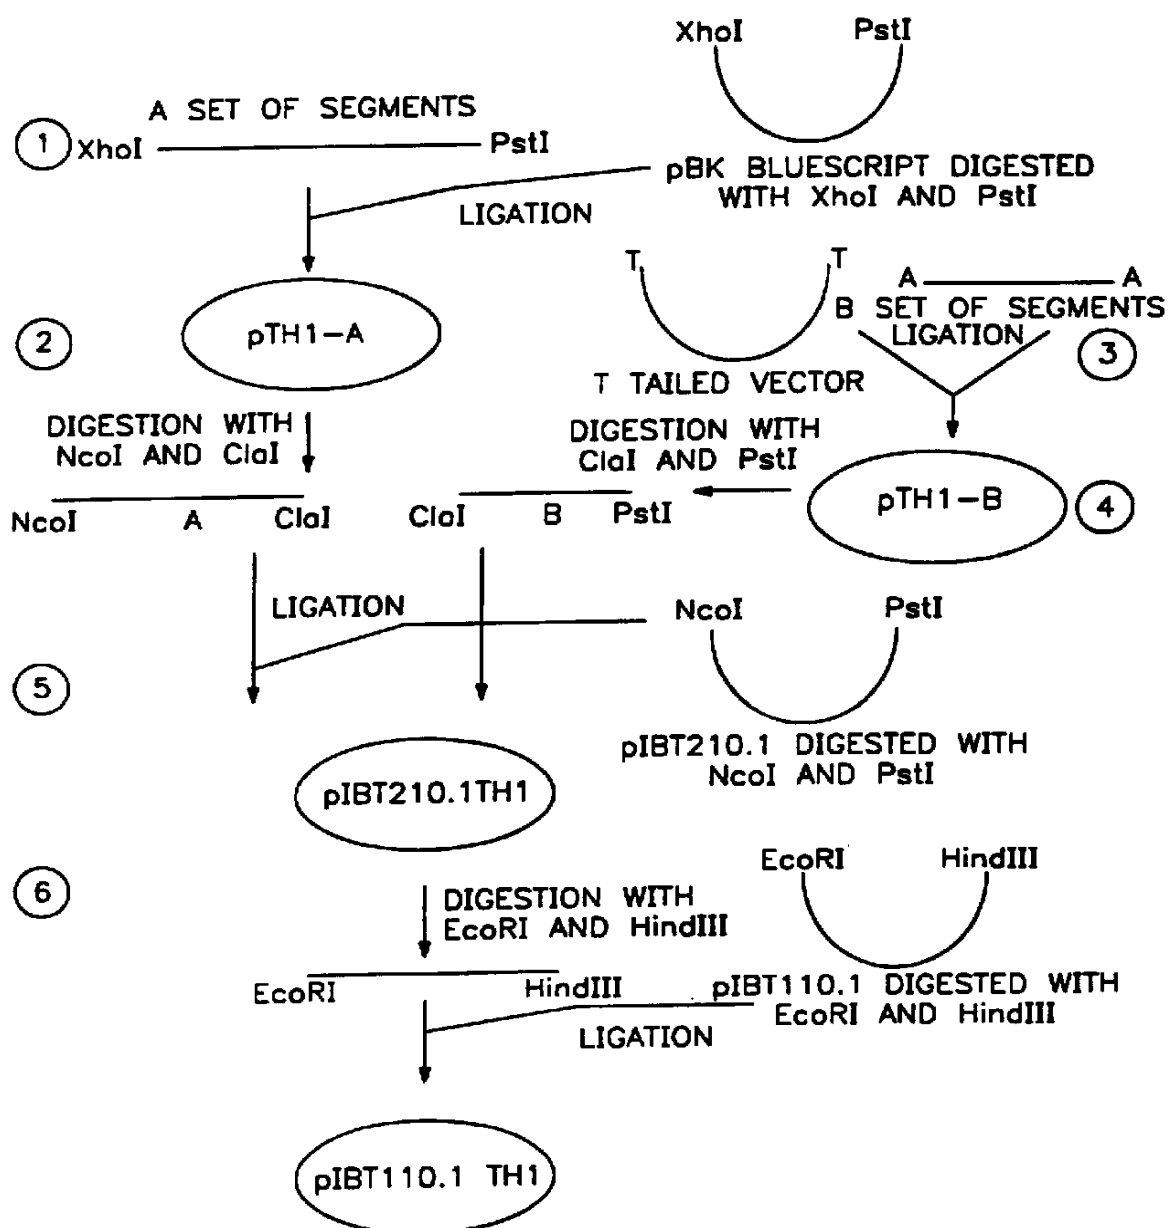 XhoI PstI
A SET OF SEGMENTS
1 XhoI PstI
pBK BLUESCRIPT DIGESTED
WITH XhoI AND PstI
LIGATION
T T
A A
B SET OF SEGMENTS
LIGATION
2
pTH1-A
3
T TAILED VECTOR
DIGESTION WITH
NcoI AND ClaI
DIGESTION WITH
ClaI AND PstI
pTH1-B
4
NcoI A ClaI
ClaI B PstI
LIGATION
NcoI PstI
5
pIBT210.1 DIGESTED WITH
NcoI AND PstI
pIBT210.1TH1
6
EcoRI HindIII
DIGESTION WITH
EcoRI AND HindIII
EcoRI HindIII
pIBT110.1 DIGESTED WITH
EcoRI AND HindIII
LIGATION
pIBT110.1 TH1